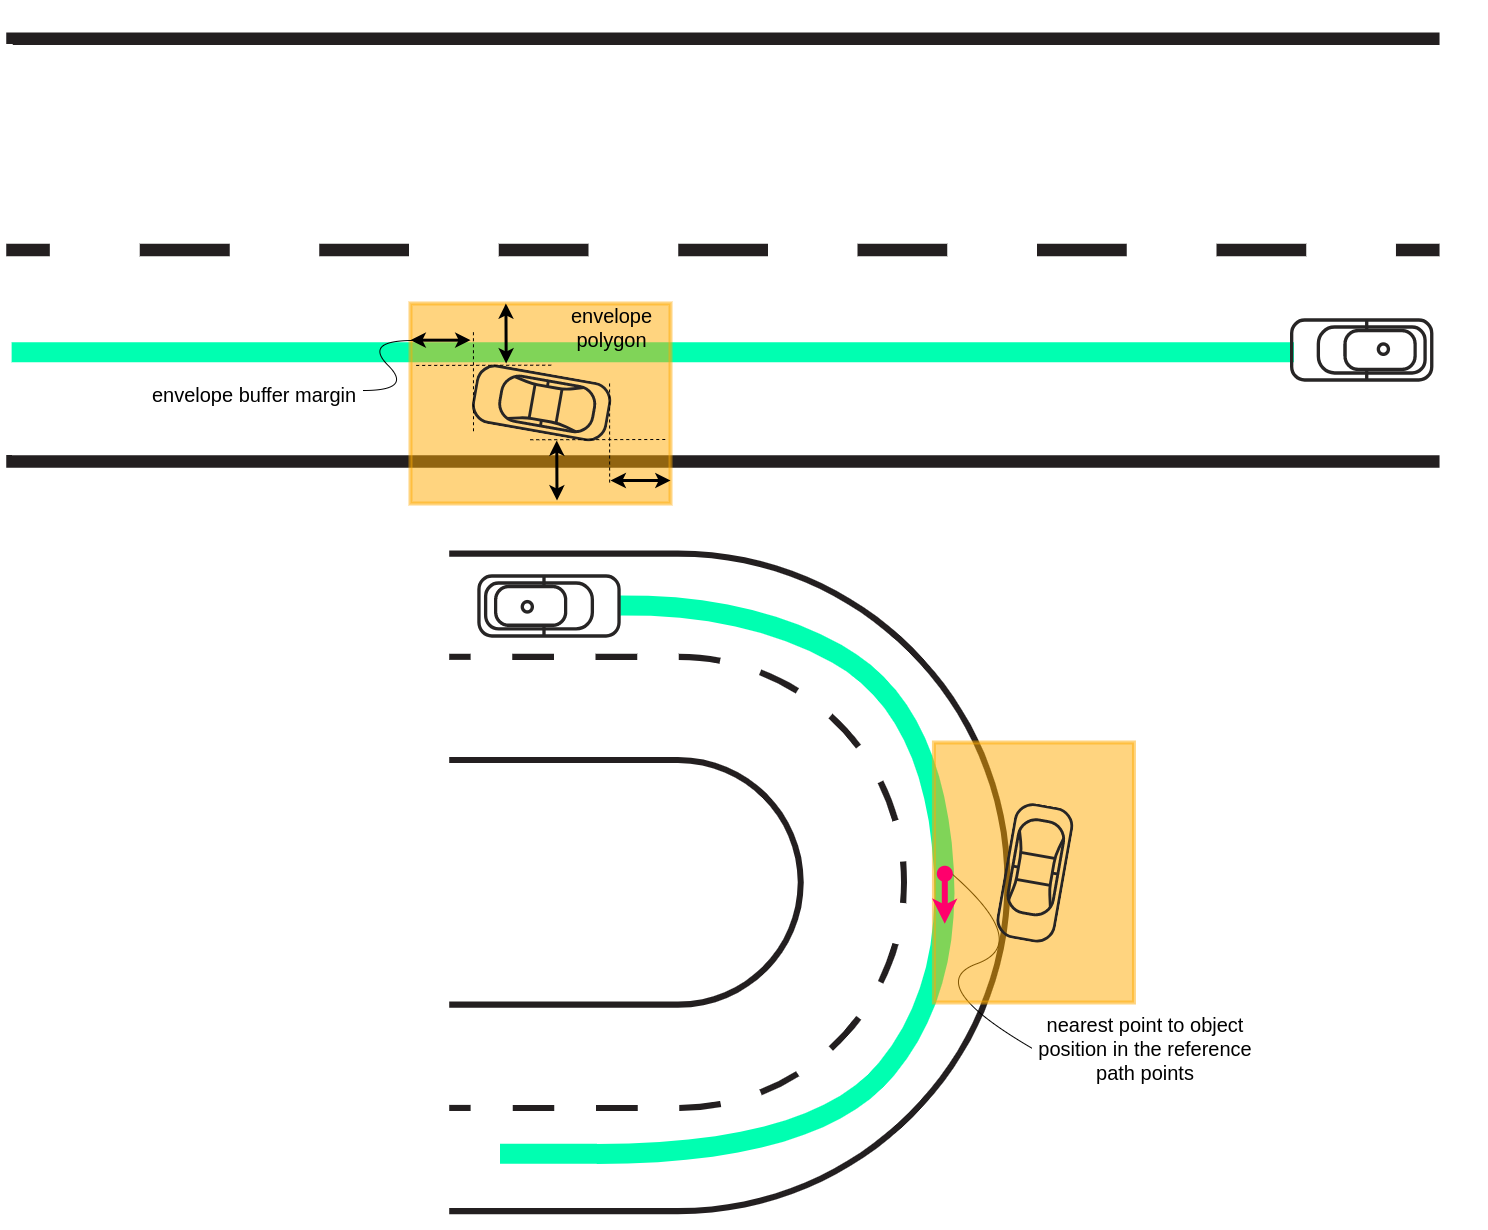 envelope
polygon
envelope buffer margin
nearest point to object
position in the reference
path points